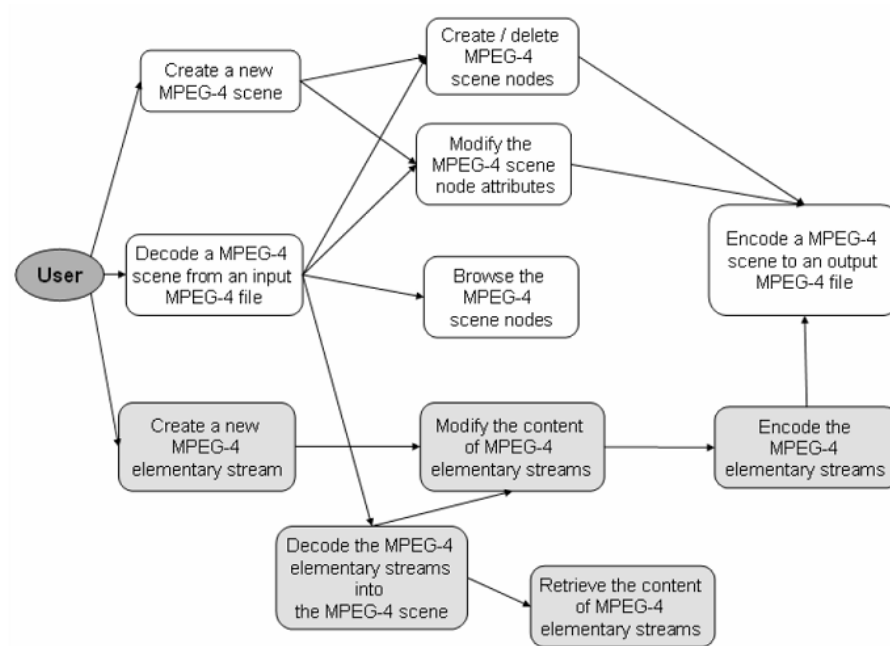 Create / delete
MPEG-4
scene nodes
Create a new
MPEG-4 scene
Modify the
MPEG-4 scene
node attributes
User
Decode a MPEG-4
scene from an input
MPEG-4 file
Encode a MPEG-4
scene to an output
MPEG-4 file
Browse the
MPEG-4
scene nodes
Create a new
MPEG-4
elementary stream
Modify the content
of MPEG-4
elementary streams
Encode the
MPEG-4
elementary streams
Decode the MPEG-4
elementary streams
into
the MPEG-4 scene
Retrieve the content
of MPEG-4
elementary streams